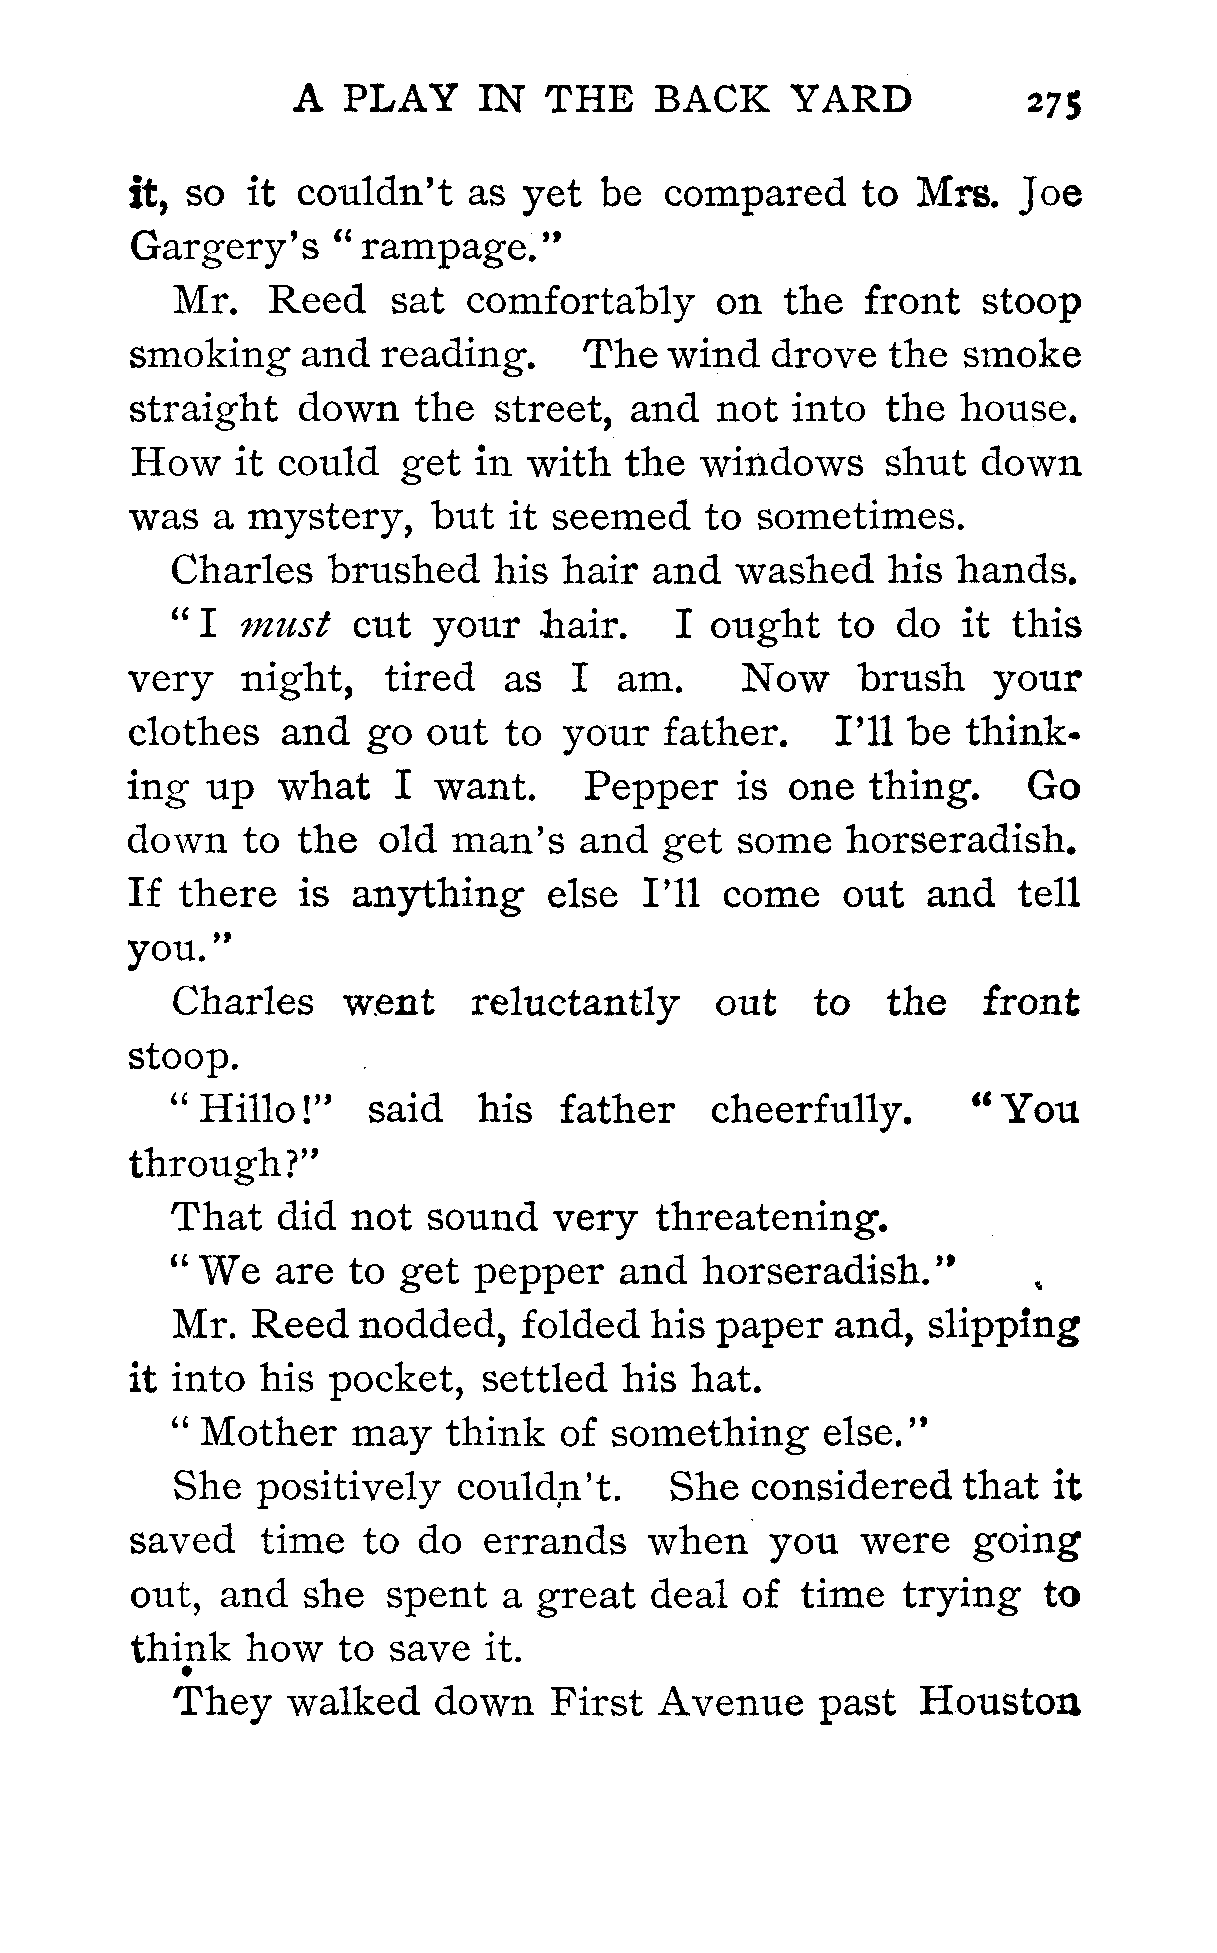 A PLAY IN THE BACK YARD 275
it, so it couldn't as yet be compared to Mrs. Joe
Gargery's "rampage."
Mr. Reed sat comfortably on the front stoop
smoking and reading. The wind drove the smoke
straight down the street, and not into the house.
How it could get in with the windows shut down
was a mystery, but it seemed to sometimes.
Charles brushed his hair and washed his hands.
"I must cut your hair. I ought to do it this
very night, tired as I am. Now brush your
clothes and go out to your father. I'll be think-
ing up what I want. Pepper is one thing. Go
down to the old man's and get some horseradish.
If there is anything else I'll come out and tell
you."
Charles went reluctantly out to the front
stoop.
"Hillo!" said his father cheerfully. "You
through?"
That did not sound very threatening.
"We are to get pepper and horseradish."
Mr. Reed nodded, folded his paper and, slipping
it into his pocket, settled his hat.
"Mother may think of something else."
She positively couldn't. She considered that it
saved time to do errands when you were going
out, and she spent a great deal of time trying to
think how to save it.
They walked down First Avenue past Houston